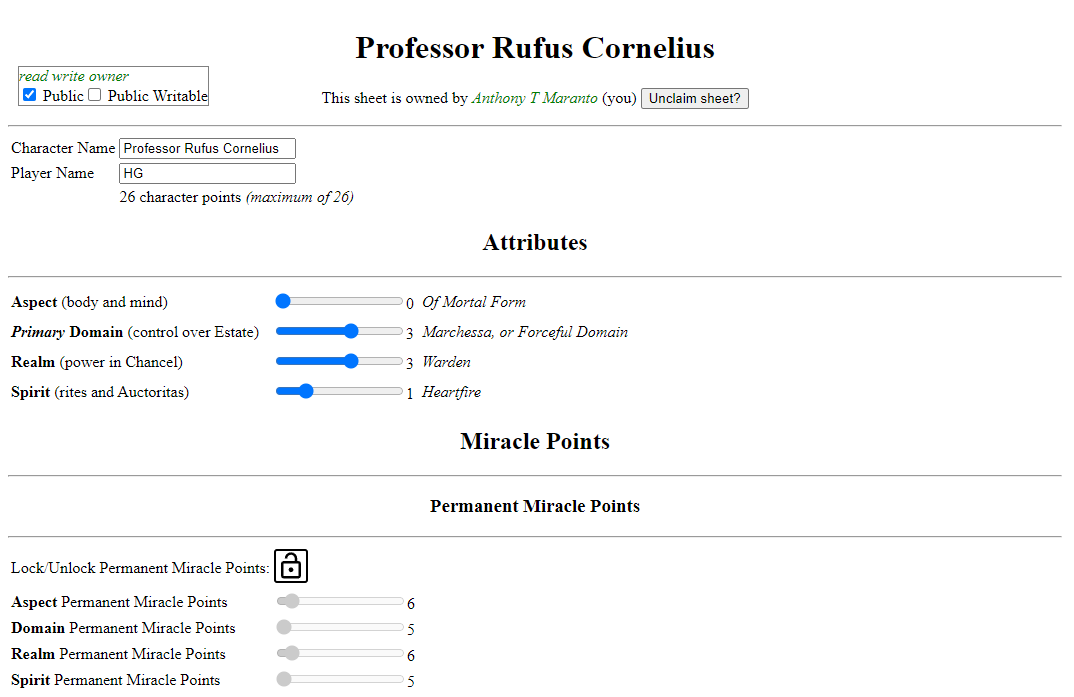 Professor Rufus Cornelius
read write owner
Public Public Writable
This sheet is owned by Anthony T Maranto (you) Unclaim sheet?
Character Name Professor Rufus Cornelius
Player Name HG
26 character points (maximum of 26)
Attributes
Aspect (body and mind) 0 Of Mortal Form
Primary Domain (control over Estate) 3 Marchessa, or Forceful Domain
Realm (power in Chancel) 3 Warden
Spirit (rites and Auctoritas) 1 Heartfire
Miracle Points
Permanent Miracle Points
Lock/Unlock Permanent Miracle Points:
Aspect Permanent Miracle Points 6
Domain Permanent Miracle Points 5
Realm Permanent Miracle Points 6
Spirit Permanent Miracle Points 5